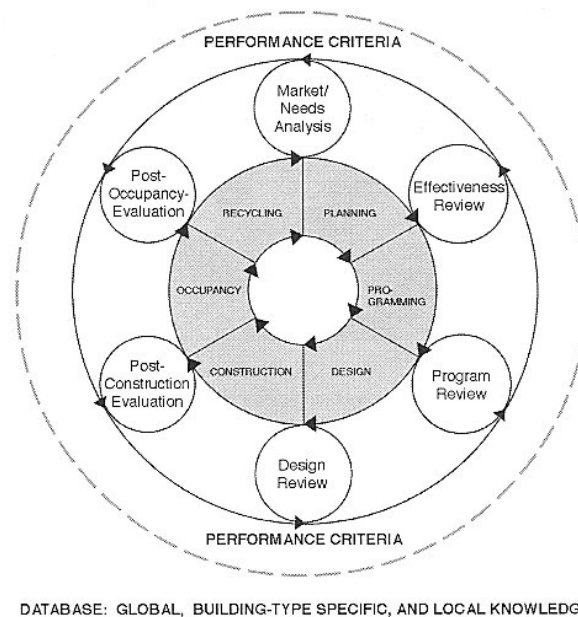 PERFORMANCE CRITERIA
Market/
Needs
Analysis
Post-
Occupancy-
Evaluation
Effectiveness
Review
RECYCLING
PLANNING
OCCUPANCY
PRO-
GRAMMING
CONSTRUCTION
DESIGN
Post-
Construction
Evaluation
Program
Review
Design
Review
PERFORMANCE CRITERIA
DATABASE: GLOBAL, BUILDING-TYPE SPECIFIC, AND LOCAL KNOWLEDG